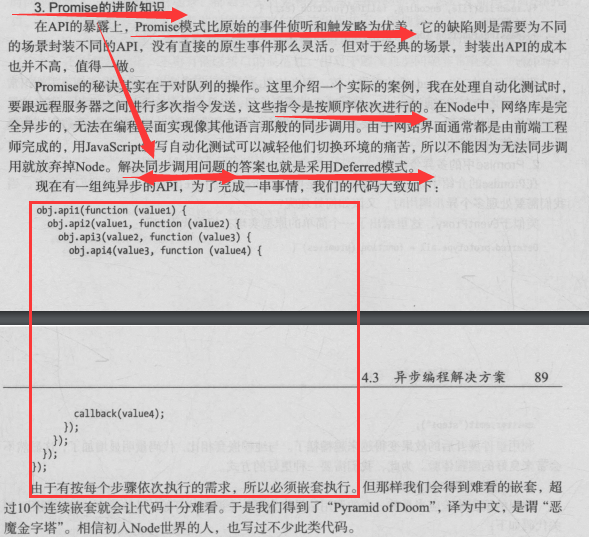 3. Promise的进阶知识
在API的暴露上，Promise模式比原始的事件侦听和触发略为优美，它的缺陷则是需要为不同
的场景封装不同的API，没有直接的原生事件那么灵活。但对于经典的场景，封装出API的成本
也并不高，值得一做。
Promise的秘诀其实在于对队列的操作。这里介绍一个实际的案例，我在处理自动化测试时，
要跟远程服务器之间进行多次指令发送，这些指令是按顺序依次进行的。在Node中，网络库是完
全异步的，无法在编程层面实现像其他语言那般的同步调用。由于网站界面通常都是由前端工程
师完成的，用JavaScript写自动化测试可以减轻他们切换环境的痛苦，所以不能因为无法同步调
用就放弃掉Node。解决同步调用问题的答案也就是采用Deferred模式。
现在有一组纯异步的API，为了完成一串事情，我们的代码大致如下：
obj.api1(function (value1) {
obj.api2(value1, function (value2) {
obj.api3(value2, function (value3) {
obj.api4(value3, function (value4) {
4.3 异步编程解决方案 89
callback(value4);
});
});
});
});
由于有按每个步骤依次执行的需求，所以必须嵌套执行。但那样我们会得到难看的嵌套，超
过10个连续嵌套就会让代码十分难看。于是我们得到了“Pyramid of Doom”，译为中文，是谓“恶
魔金字塔”。相信初入Node世界的人，也写过不少此类代码。